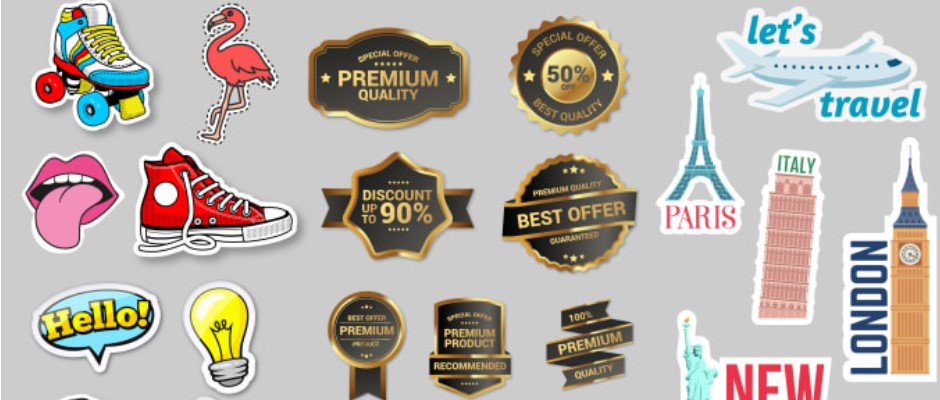 Hello!
SPECIAL OFFER
PREMIUM
QUALITY
SPECIAL OFFER
50%
OFF
BEST QUALITY
DISCOUNT
UP
TO 90%
PREMIUM QUALITY
BEST OFFER
GUARANTEED
BEST OFFER
PREMIUM
PRODUCT
SPECIAL OFFER
PREMIUM
PRODUCT
RECOMMENDED
100%
PREMIUM
QUALITY
let's
travel
PARIS
ITALY
LONDON
NEW